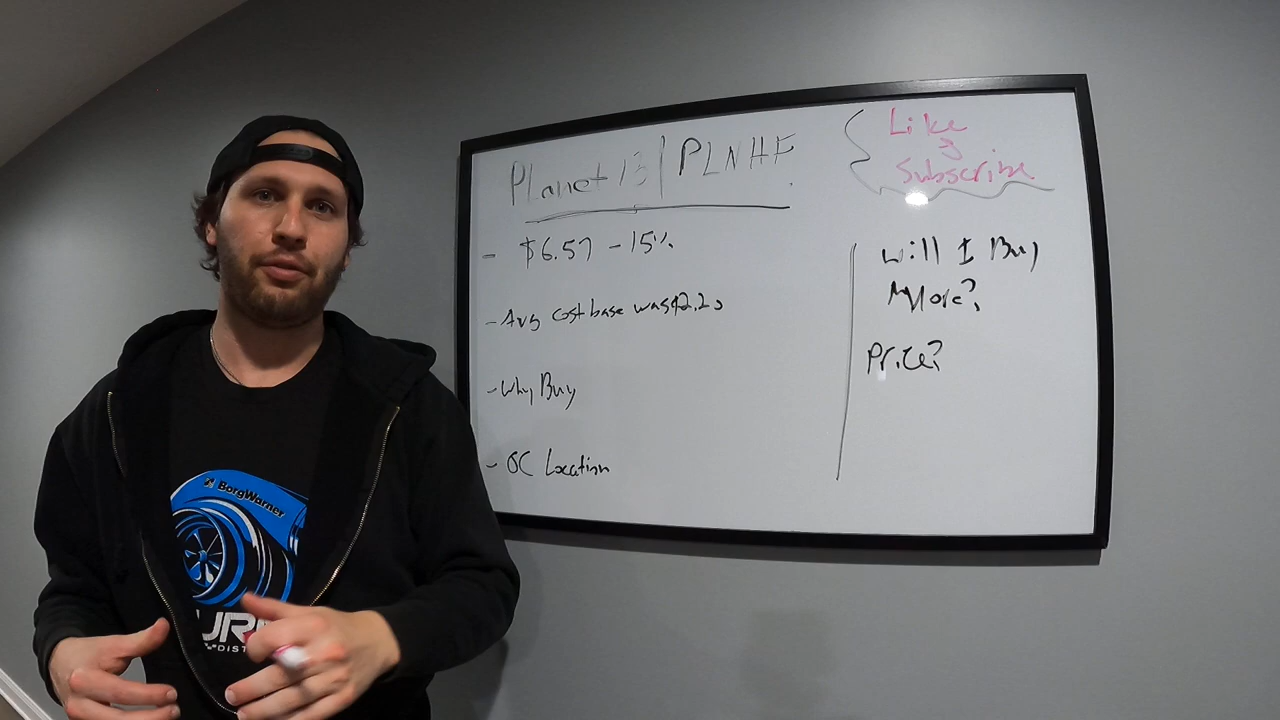 Planet 13 | PLNHF
- $6.57 - 15%
- Avg cost base was $2.20
- Why Buy
- OC Location
Like
&
Subscribe
Will I Buy
More?
Price?
BorgWarner